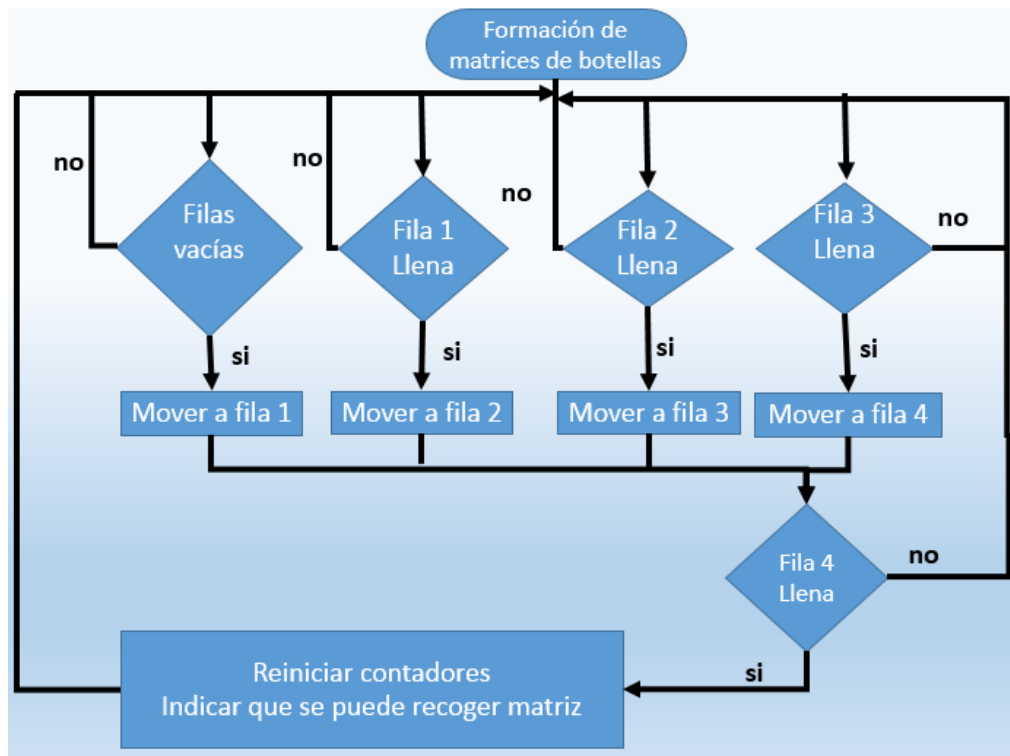 Formación de
matrices de botellas
no
no
no
no
Filas
vacías
Fila 1
Llena
Fila 2
Llena
Fila 3
Llena
si
si
si
si
Mover a fila 1
Mover a fila 2
Mover a fila 3
Mover a fila 4
Fila 4
Llena
no
si
Reiniciar contadores
Indicar que se puede recoger matriz